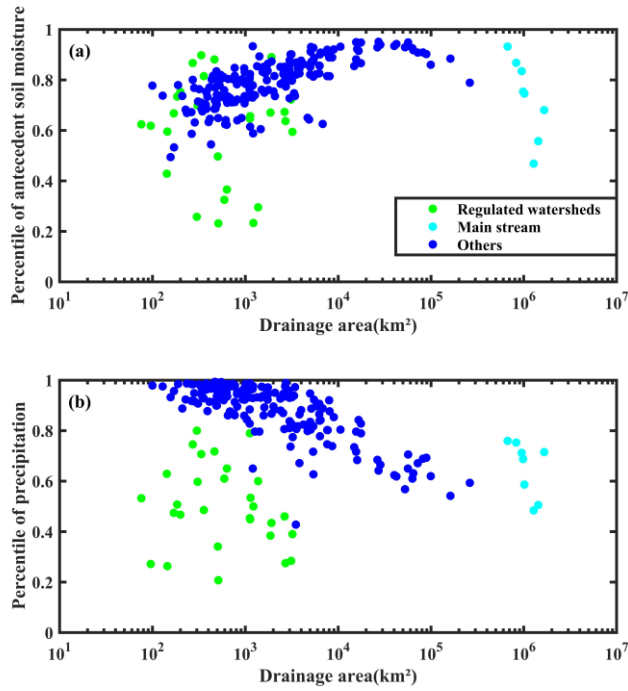 (a)
Percentile of antecedent soil moisture
1
0.8
0.6
0.4
0.2
0
Regulated watersheds
Main stream
Others
10¹ 10² 10³ 10⁴ 10⁵ 10⁶ 10⁷
Drainage area(km²)
(b)
Percentile of precipitation
1
0.8
0.6
0.4
0.2
0
10¹ 10² 10³ 10⁴ 10⁵ 10⁶ 10⁷
Drainage area(km²)